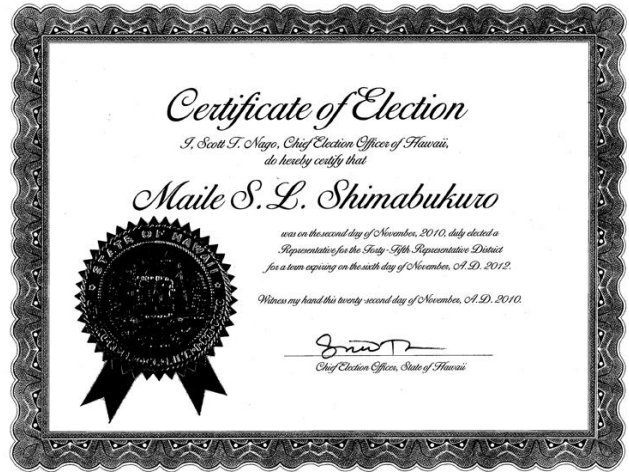 Certificate of Election
I, Scott T. Nago, Chief Election Officer of Hawaii,
do hereby certify that
Maile S. L. Shimabukuro
was on the second day of November, 2010, duly elected a
Representative for the Forty-Fifth Representative District
for a term expiring on the sixth day of November, A.D. 2012.
Witness my hand this twenty-second day of November, A.D. 2010.
Chief Election Officer, State of Hawaii
STATE OF HAWAII